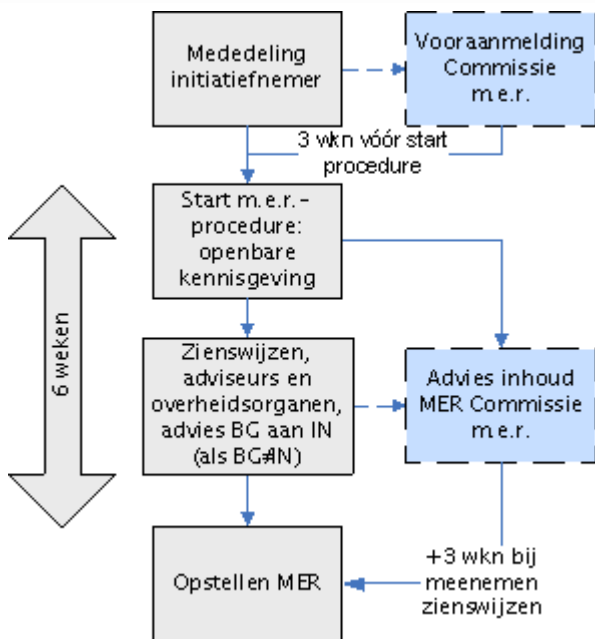 Mededeling
initiatiefnemer
Vooraanmelding
Commissie
m.e.r.
3 wkn vóór start
procedure
Start m.e.r.-
procedure:
openbare
kennisgeving
6 weken
Zienswijzen,
adviseurs en
overheidsorganen,
advies BG aan IN
(als BG≠IN)
Advies inhoud
MER Commissie
m.e.r.
Opstellen MER
+3 wkn bij
meenemen
zienswijzen